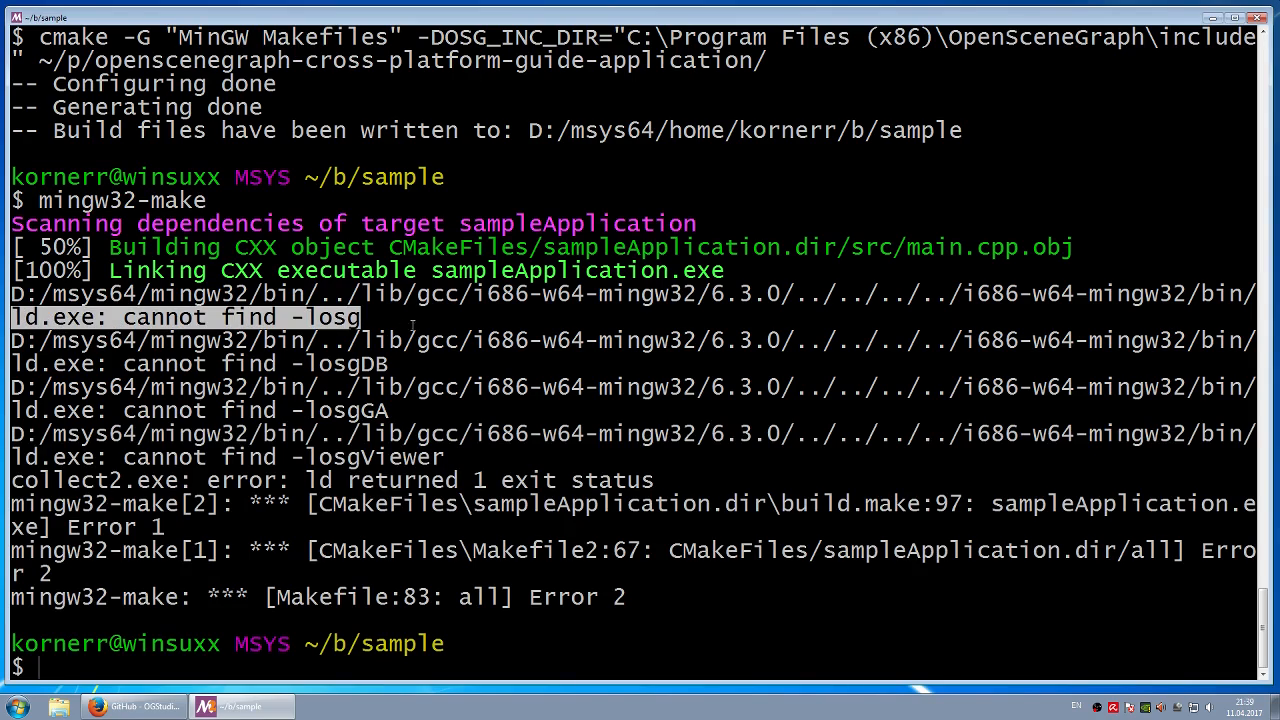 ~/b/sample
$ cmake -G "MinGW Makefiles" -DOSG_INC_DIR="C:\Program Files (x86)\OpenSceneGraph\include
" ~/p/openscenegraph-cross-platform-guide-application/
-- Configuring done
-- Generating done
-- Build files have been written to: D:/msys64/home/kornerr/b/sample
kornerr@winsuxx MSYS ~/b/sample
$ mingw32-make
Scanning dependencies of target sampleApplication
[ 50%] Building CXX object CMakeFiles/sampleApplication.dir/src/main.cpp.obj
[100%] Linking CXX executable sampleApplication.exe
D:/msys64/mingw32/bin/../lib/gcc/i686-w64-mingw32/6.3.0/../../../../i686-w64-mingw32/bin/
ld.exe: cannot find -losg
D:/msys64/mingw32/bin/../lib/gcc/i686-w64-mingw32/6.3.0/../../../../i686-w64-mingw32/bin/
ld.exe: cannot find -losgDB
D:/msys64/mingw32/bin/../lib/gcc/i686-w64-mingw32/6.3.0/../../../../i686-w64-mingw32/bin/
ld.exe: cannot find -losgGA
D:/msys64/mingw32/bin/../lib/gcc/i686-w64-mingw32/6.3.0/../../../../i686-w64-mingw32/bin/
ld.exe: cannot find -losgViewer
collect2.exe: error: ld returned 1 exit status
mingw32-make[2]: *** [CMakeFiles\sampleApplication.dir\build.make:97: sampleApplication.e
xe] Error 1
mingw32-make[1]: *** [CMakeFiles\Makefile2:67: CMakeFiles/sampleApplication.dir/all] Erro
r 2
mingw32-make: *** [Makefile:83: all] Error 2
kornerr@winsuxx MSYS ~/b/sample
$
GitHub - OGStudi...
~/b/sample
EN
21:39
11.04.2017